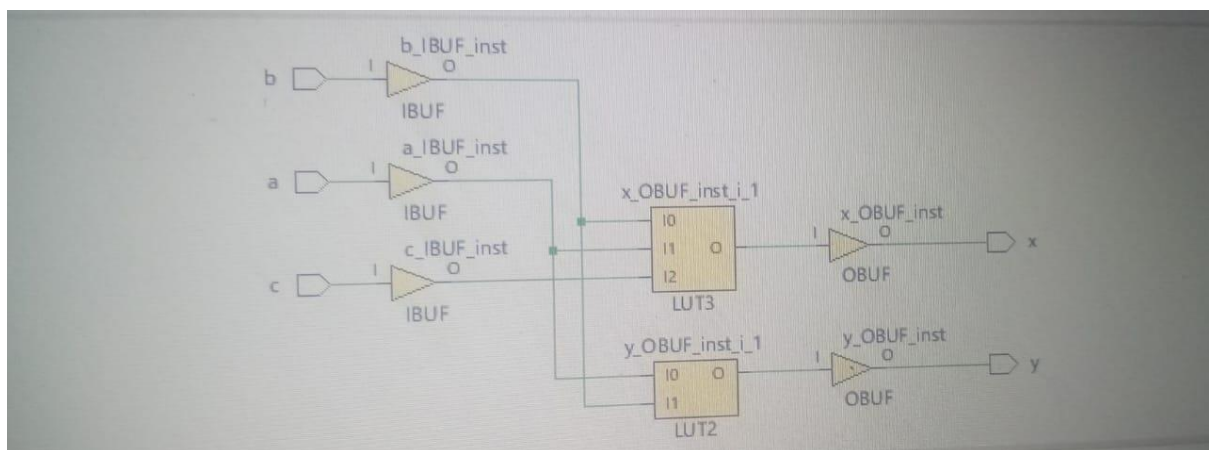 b_IBUF_inst
b
I
O
IBUF
a_IBUF_inst
a
I
O
IBUF
c_IBUF_inst
c
I
O
IBUF
x_OBUF_inst_i_1
I0
I1
O
I2
LUT3
x_OBUF_inst
I
O
x
OBUF
y_OBUF_inst_i_1
I0
O
I1
LUT2
y_OBUF_inst
I
O
y
OBUF